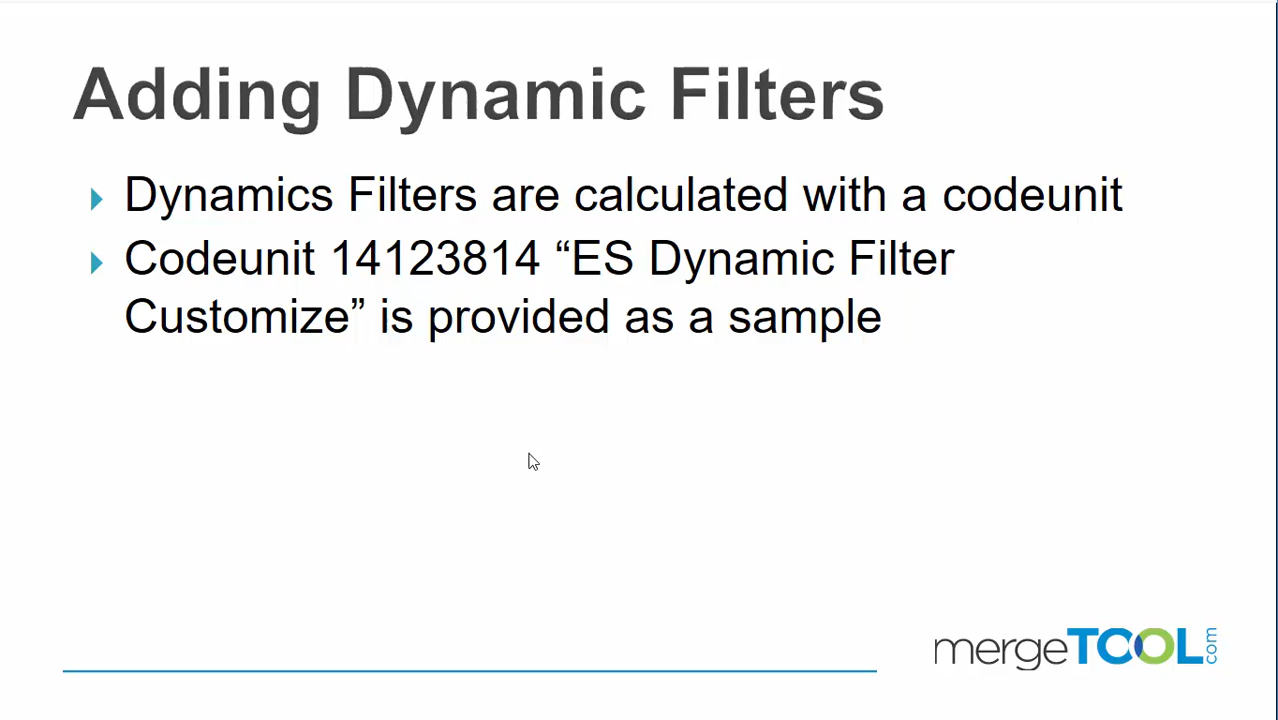 Adding Dynamic Filters
Dynamics Filters are calculated with a codeunit
Codeunit 14123814 “ES Dynamic Filter
Customize” is provided as a sample
mergeTOOL
.com